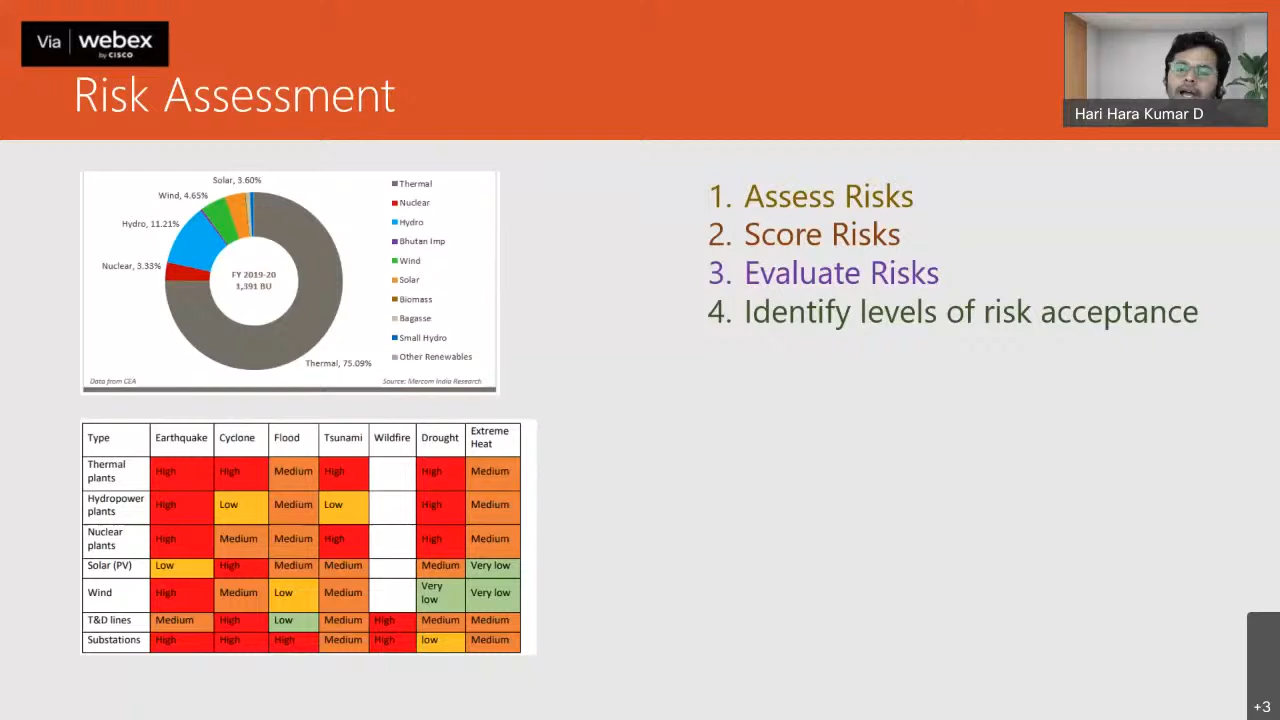 Via webex
by CISCO
Risk Assessment
Hari Hara Kumar D
Solar, 3.60%
Wind, 4.65%
Hydro, 11.21%
Nuclear, 3.33%
FY 2019-20
1,391 BU
Thermal, 75.09%
Thermal
Nuclear
Hydro
Bhutan Imp
Wind
Solar
Biomass
Bagasse
Small Hydro
Other Renewables
Data from CEA
Source: Mercom India Research
1. Assess Risks
2. Score Risks
3. Evaluate Risks
4. Identify levels of risk acceptance
Type Earthquake Cyclone Flood Tsunami Wildfire Drought Extreme Heat
Thermal plants High High Medium High High Medium
Hydropower plants High Low Medium Low High Medium
Nuclear plants High Medium Medium High High Medium
Solar (PV) Low High Medium Medium Medium Very low
Wind High Medium Low Medium Very low Very low
T&D lines Medium High Low Medium High Medium Medium
Substations High High High Medium High low Medium
+3